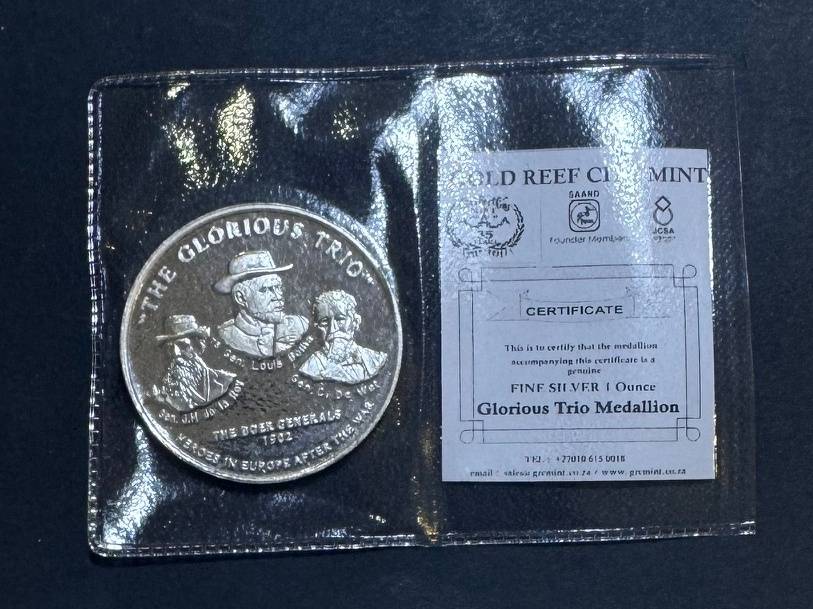 "THE GLORIOUS TRIO"
Gen. Louis Botha
Gen. J.H de la Rey
Gen. C. De Wet
THE BOER GENERALS
1902
HEROES IN EUROPE AFTER THE WAR
GOLD REEF CITY MINT
SAAND
Founder Member
JCSA
35
CERTIFICATE
This is to certify that the medallion
accompanying this certificate is a
genuine
FINE SILVER 1 Ounce
Glorious Trio Medallion
TEL: +27010 615 0018
email: sales@grcmint.co.za / www.grcmint.co.za